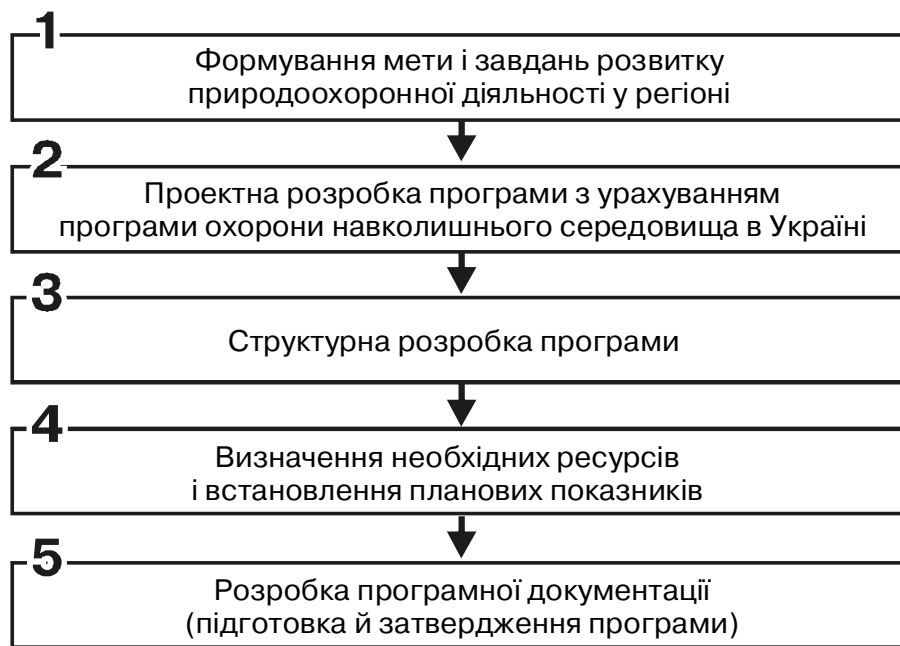 1
Формування мети і завдань розвитку
природоохоронної діяльності у регіоні
2
Проектна розробка програми з урахуванням
програми охорони навколишнього середовища в Україні
3
Структурна розробка програми
4
Визначення необхідних ресурсів
і встановлення планових показників
5
Розробка програмної документації
(підготовка й затвердження програми)